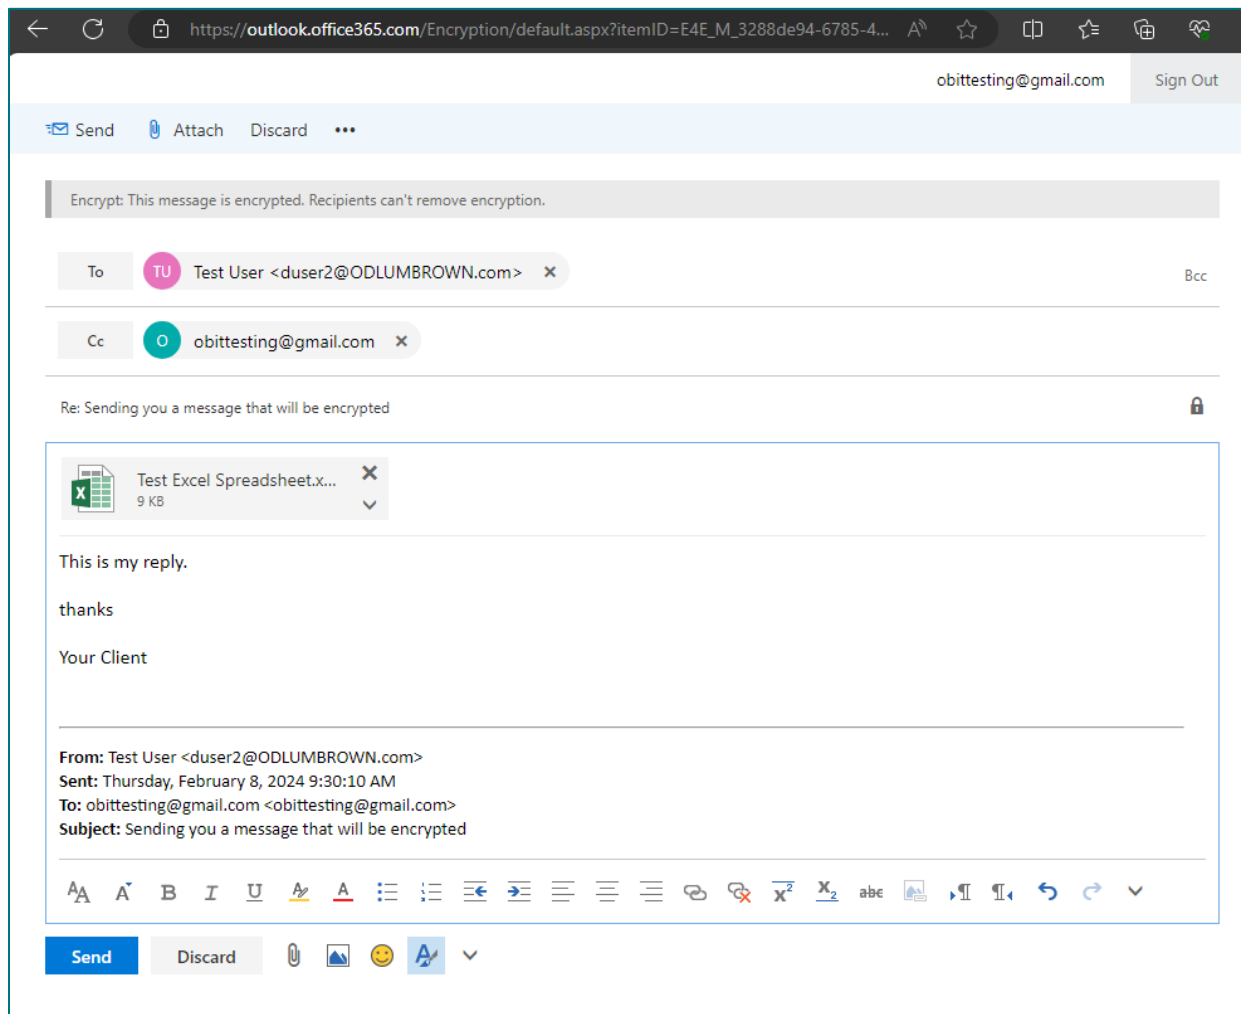 https://outlook.office365.com/Encryption/default.aspx?itemID=E4E_M_3288de94-6785-4... A
obittesting@gmail.com Sign Out
Send Attach Discard •••
Encrypt: This message is encrypted. Recipients can't remove encryption.
To TU Test User <duser2@ODLUMBROWN.com> Bcc
Cc O obittesting@gmail.com
Re: Sending you a message that will be encrypted
Test Excel Spreadsheet.x...
9 KB
This is my reply.
thanks
Your Client
From: Test User <duser2@ODLUMBROWN.com>
Sent: Thursday, February 8, 2024 9:30:10 AM
To: obittesting@gmail.com <obittesting@gmail.com>
Subject: Sending you a message that will be encrypted
AA A B I U A A x² x₂ abc ¶ ¶
Send Discard A